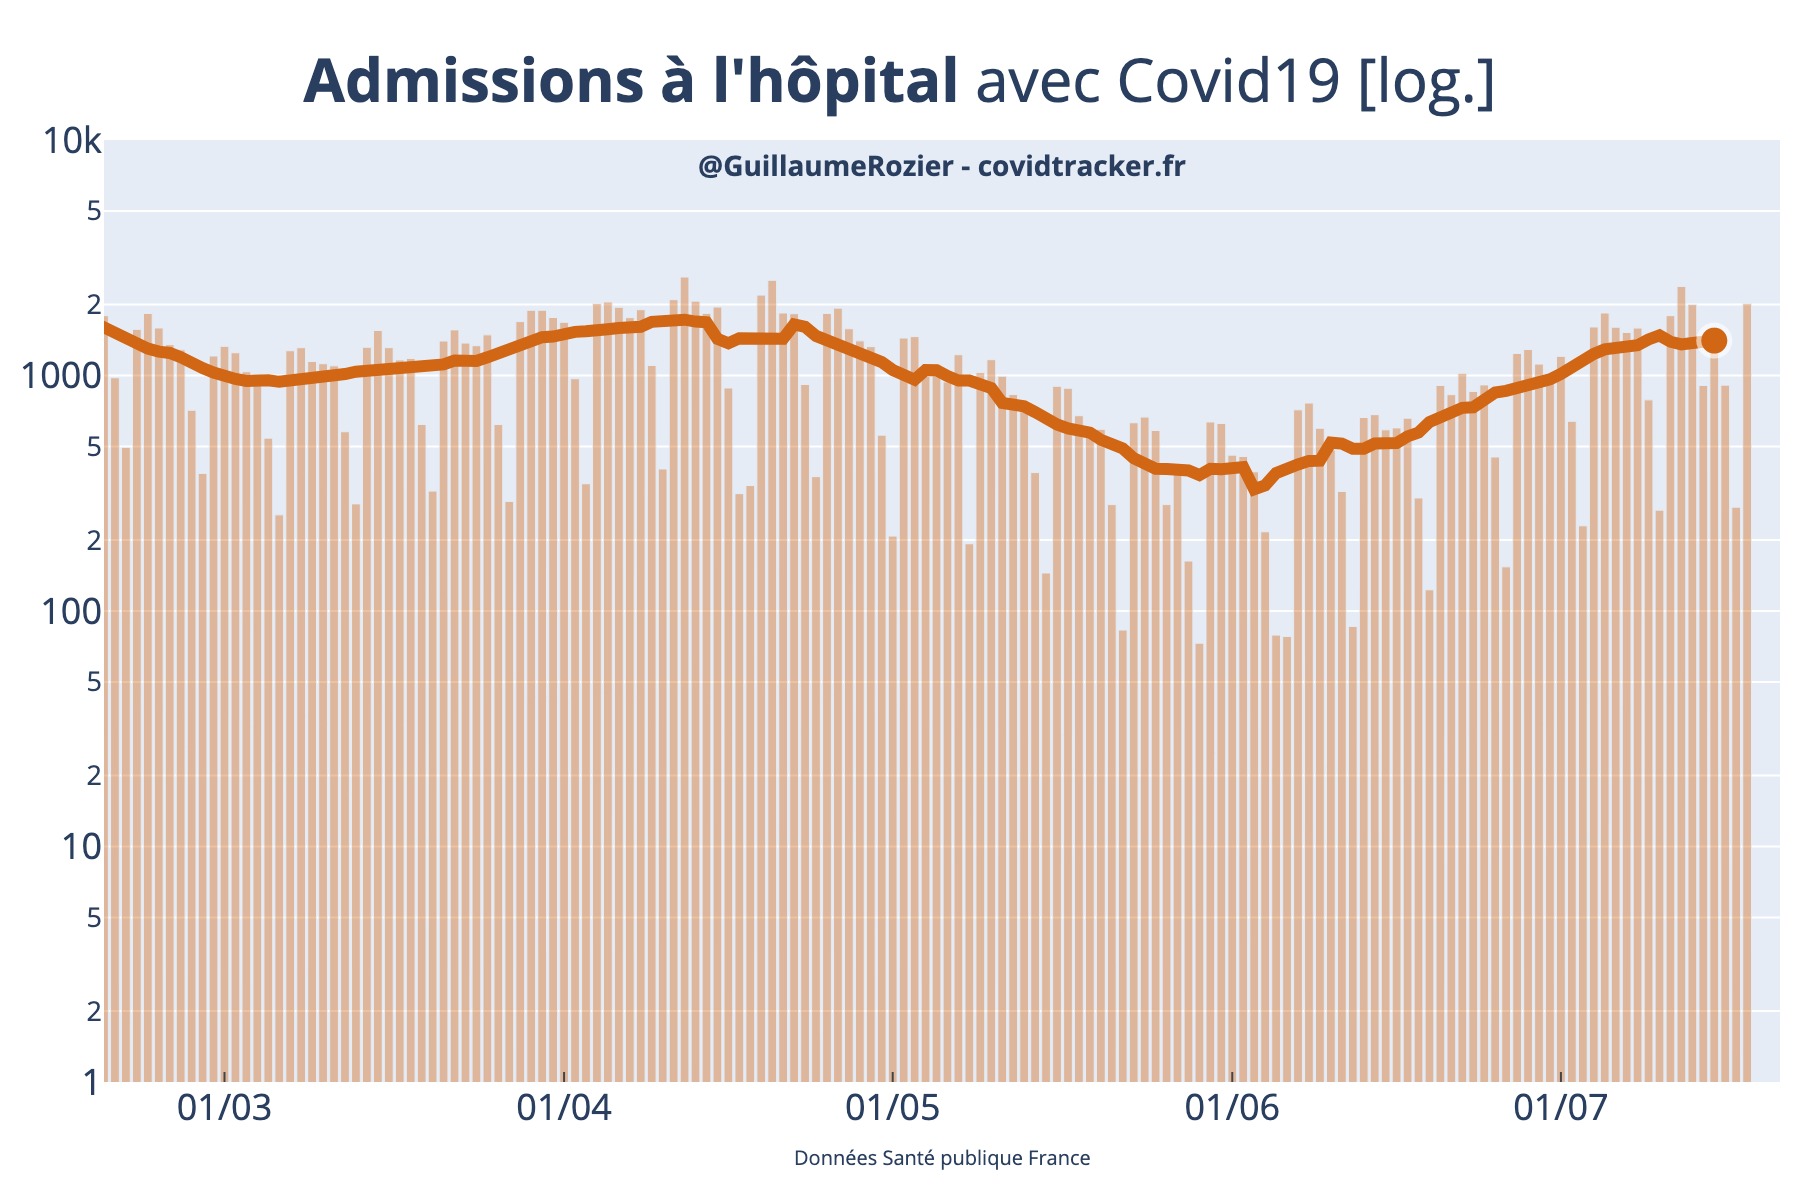 Admissions à l'hôpital avec Covid19 [log.]
@GuillaumeRozier - covidtracker.fr
10k
5
2
1000
5
2
100
5
2
10
5
2
1
01/03 01/04 01/05 01/06 01/07
Données Santé publique France